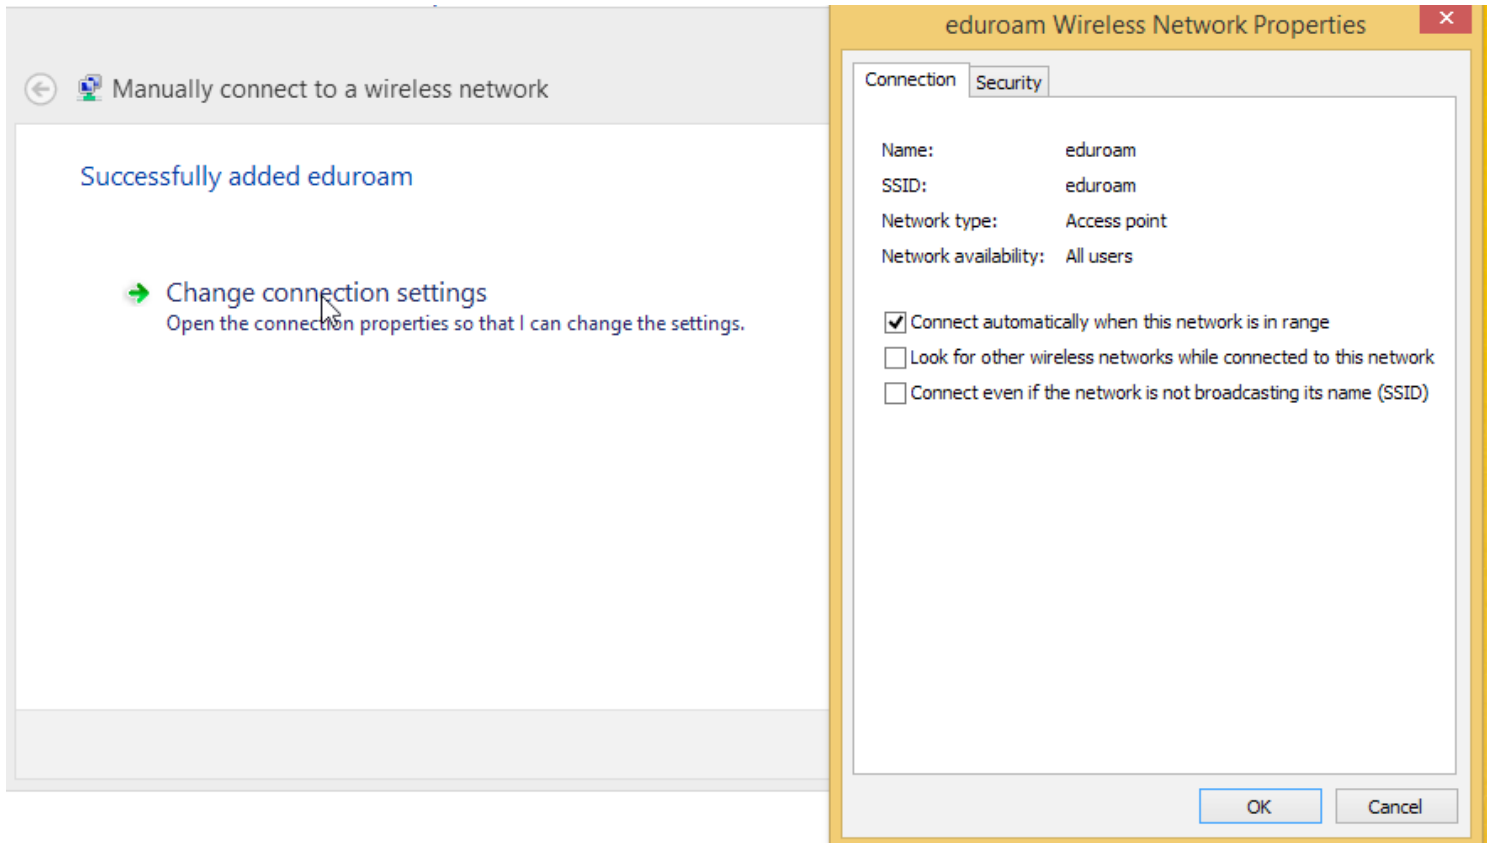 Manually connect to a wireless network
Successfully added eduroam
Change connection settings
Open the connection properties so that I can change the settings.
eduroam Wireless Network Properties
Connection
Security
Name: eduroam
SSID: eduroam
Network type: Access point
Network availability: All users
Connect automatically when this network is in range
Look for other wireless networks while connected to this network
Connect even if the network is not broadcasting its name (SSID)
OK
Cancel